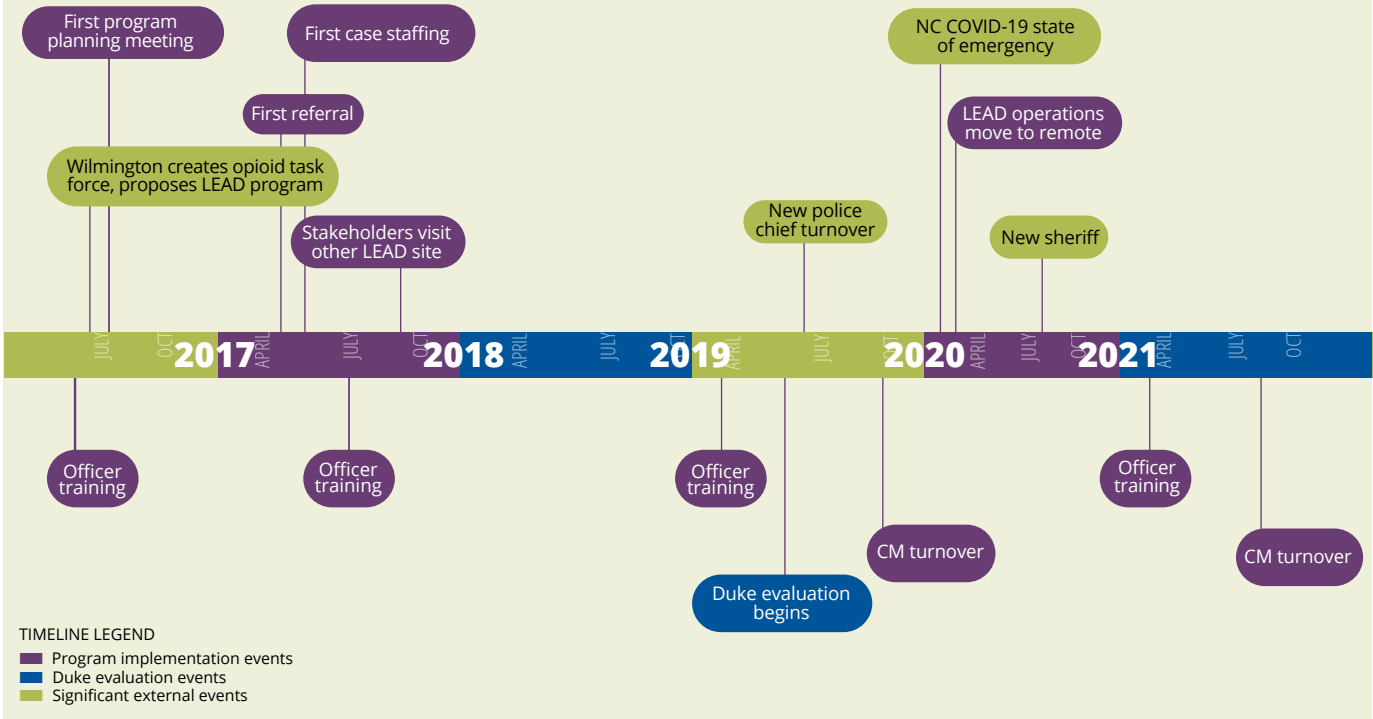 First program
planning meeting
First case staffing
NC COVID-19 state
of emergency
First referral
LEAD operations
move to remote
Wilmington creates opioid task
force, proposes LEAD program
New police
chief turnover
Stakeholders visit
other LEAD site
New sheriff
JULY
OCT
2017
APRIL
JULY
OCT
2018
APRIL
JULY
OCT
2019
APRIL
JULY
OCT
2020
APRIL
JULY
OCT
2021
APRIL
JULY
OCT
Officer
training
Officer
training
Officer
training
Officer
training
CM turnover
CM turnover
Duke evaluation
begins
TIMELINE LEGEND
Program implementation events
Duke evaluation events
Significant external events